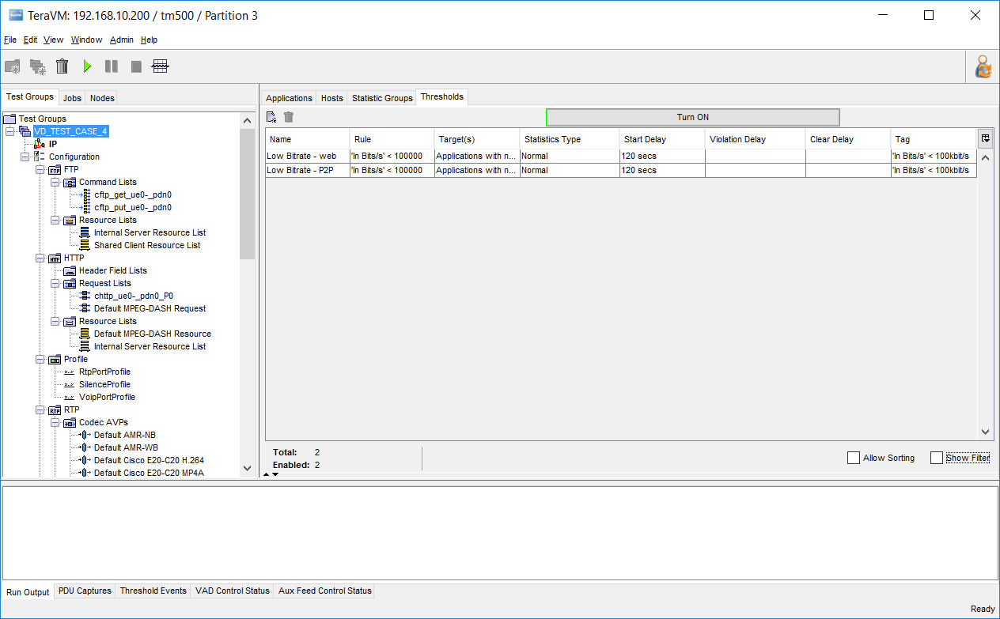 TeraVM: 192.168.10.200 / tm500 / Partition 3
File Edit View Window Admin Help
Test Groups Jobs Nodes
Test Groups
VD_TEST_CASE_4
IP
Configuration
FTP
Command Lists
cftp_get_ue0-_pdn0
cftp_put_ue0-_pdn0
Resource Lists
Internal Server Resource List
Shared Client Resource List
HTTP
Header Field Lists
Request Lists
chttp_ue0-_pdn0_P0
Default MPEG-DASH Request
Resource Lists
Default MPEG-DASH Resource
Internal Server Resource List
Profile
RtpPortProfile
SilenceProfile
VoipPortProfile
RTP
Codec AVPs
Default AMR-NB
Default AMR-WB
Default Cisco E20-C20 H.264
Default Cisco E20-C20 MP4A
Applications Hosts Statistic Groups Thresholds
Turn ON
Name Rule Target(s) Statistics Type Start Delay Violation Delay Clear Delay Tag
Low Bitrate - web 'In Bits/s' < 100000 Applications with n... Normal 120 secs 'In Bits/s' < 100kbit/s
Low Bitrate - P2P 'In Bits/s' < 100000 Applications with n... Normal 120 secs 'In Bits/s' < 100kbit/s
Total: 2
Enabled: 2
Allow Sorting Show Filter
Run Output PDU Captures Threshold Events VAD Control Status Aux Feed Control Status
Ready